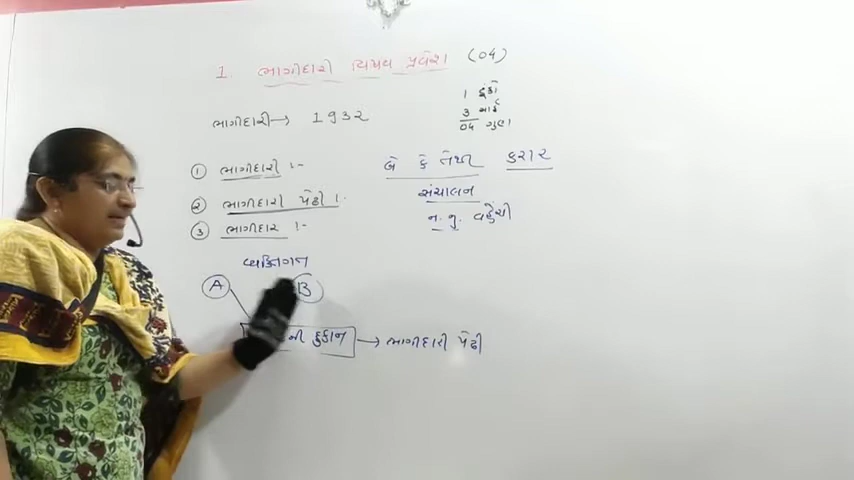 1. ભાગીદારી વિષય પ્રવેશ (04)
ભાગીદારી → 1932
1 ટૂંકો
3 માર્ક
04 ગુણ
① ભાગીદારી :-
બે કે તેથી કરાર
સંચાલન
② ભાગીદારી પેઢી :-
ન. નુ. વહેંચી
③ ભાગીદાર :-
વ્યક્તિગત
A B
ની દુકાન → ભાગીદારી પેઢી